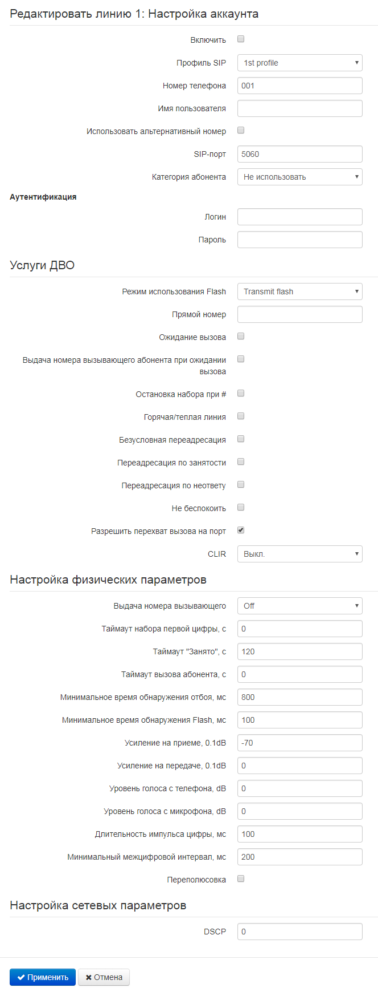 Редактировать линию 1: Настройка аккаунта
Включить
Профиль SIP 1st profile
Номер телефона 001
Имя пользователя
Использовать альтернативный номер
SIP-порт 5060
Категория абонента Не использовать
Аутентификация
Логин
Пароль
Услуги ДВО
Режим использования Flash Transmit flash
Прямой номер
Ожидание вызова
Выдача номера вызывающего абонента при ожидании
вызова
Остановка набора при #
Горячая/теплая линия
Безусловная переадресация
Переадресация по занятости
Переадресация по неответу
Не беспокоить
Разрешить перехват вызова на порт
CLIR Выкл.
Настройка физических параметров
Выдача номера вызывающего Off
Таймаут набора первой цифры, с 0
Таймаут "Занято", с 120
Таймаут вызова абонента, с 0
Минимальное время обнаружения отбоя, мс 800
Минимальное время обнаружения Flash, мс 100
Усиление на приеме, 0.1dB -70
Усиление на передаче, 0.1dB 0
Уровень голоса с телефона, dB 0
Уровень голоса с микрофона, dB 0
Длительность импульса цифры, мс 100
Минимальный межцифровой интервал, мс 200
Переполюсовка
Настройка сетевых параметров
DSCP 0
Применить Отмена